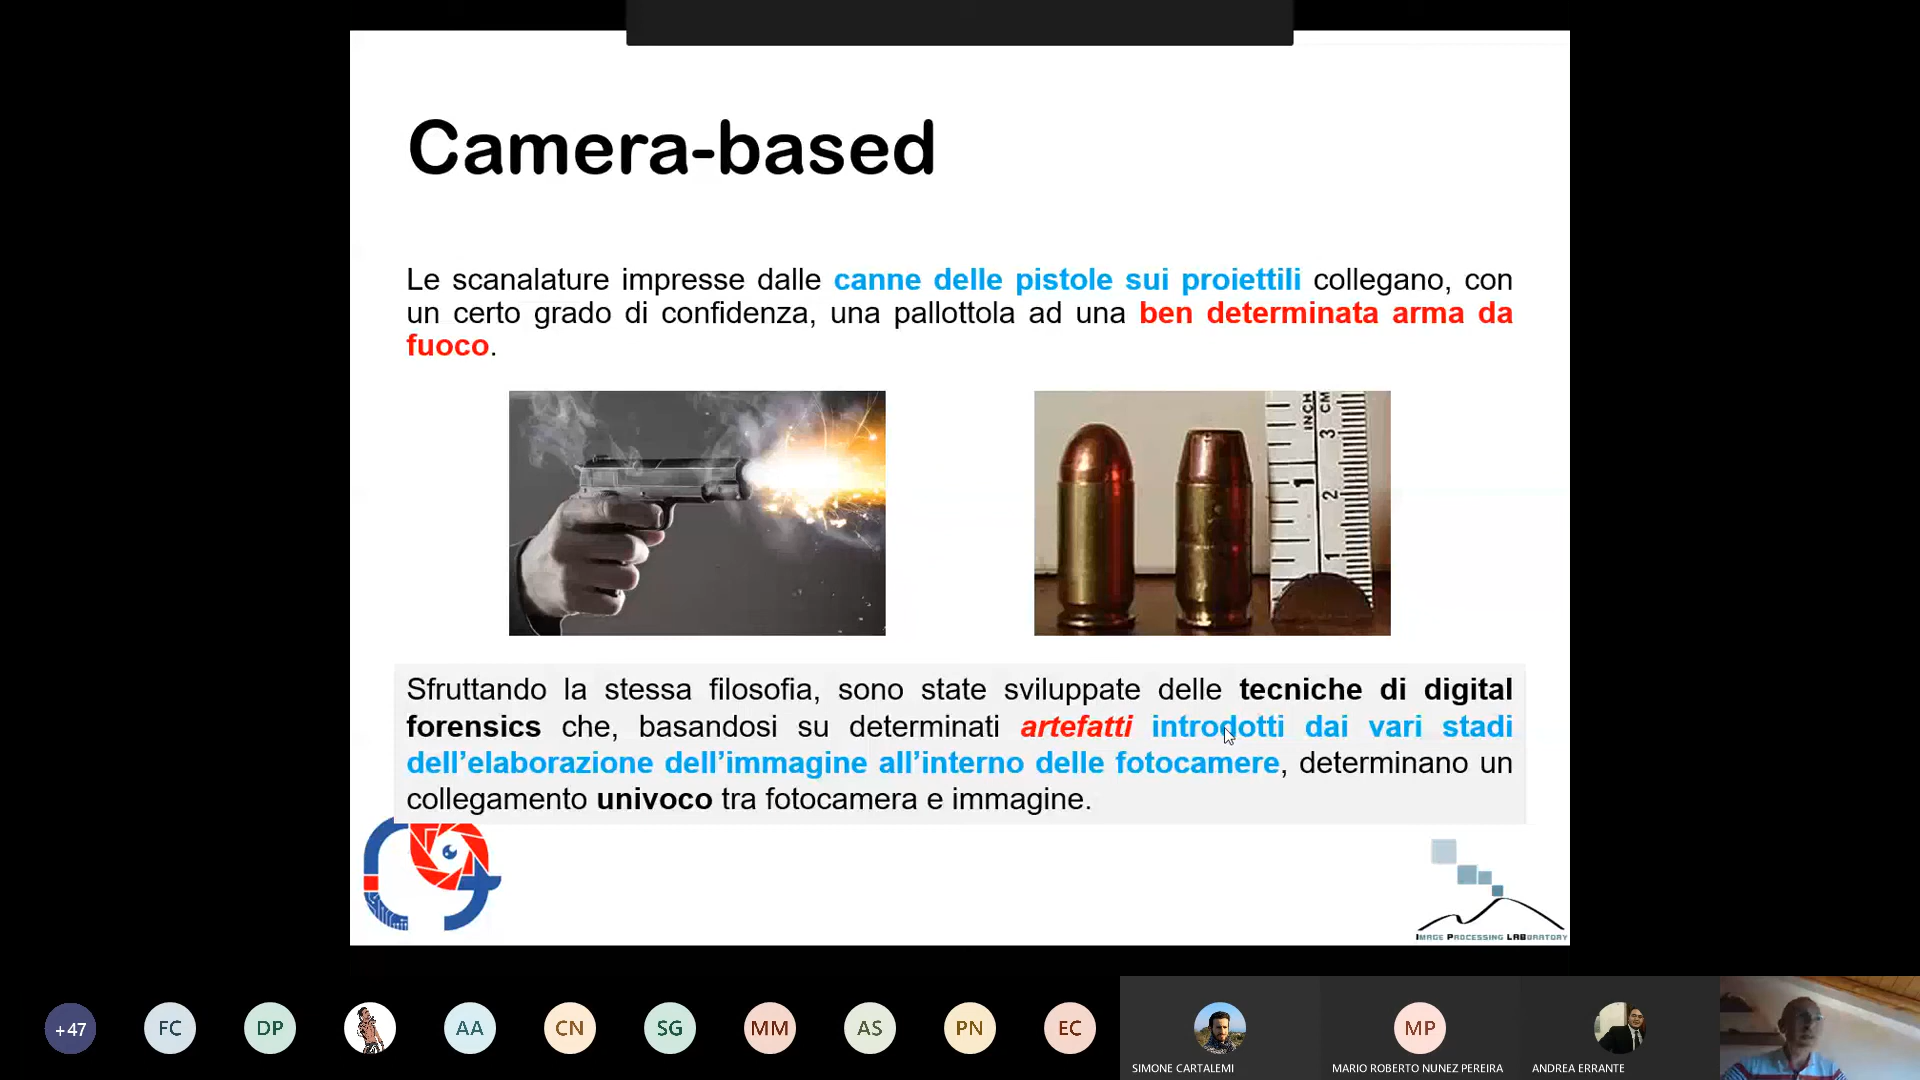 Camera-based
Le scanalature impresse dalle canne delle pistole sui proiettili collegano, con
un certo grado di confidenza, una pallottola ad una ben determinata arma da
fuoco.
INCH
CM
3
1
2
1
Sfruttando la stessa filosofia, sono state sviluppate delle tecniche di digital
forensics che, basandosi su determinati artefatti introdotti dai vari stadi
dell'elaborazione dell'immagine all'interno delle fotocamere, determinano un
collegamento univoco tra fotocamera e immagine.
IMAGE PROCESSING LABORATORY
+47
FC
DP
AA
CN
SG
MM
AS
PN
EC
MP
SIMONE CARTALEMI
MARIO ROBERTO NUNEZ PEREIRA
ANDREA ERRANTE